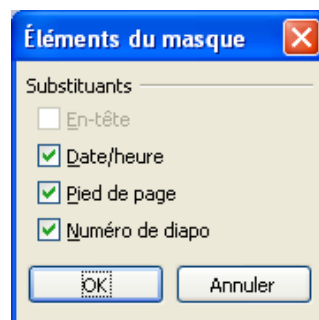 Éléments du masque
Substituants
En-tête
Date/heure
Pied de page
Numéro de diapo
OK
Annuler